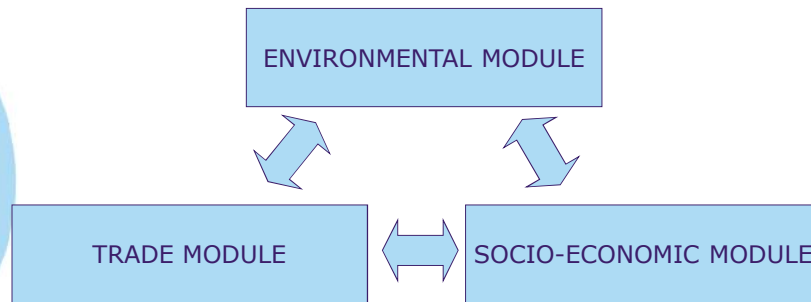 ENVIRONMENTAL MODULE
TRADE MODULE
SOCIO-ECONOMIC MODULE